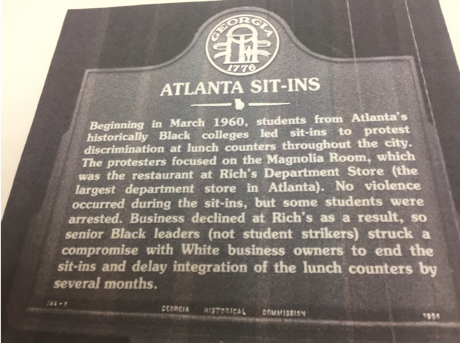 GEORGIA
1776
ATLANTA SIT-INS
Beginning in March 1960, students from Atlanta's
historically Black colleges led sit-ins to protest
discrimination at lunch counters throughout the city.
The protesters focused on the Magnolia Room, which
was the restaurant at Rich's Department Store (the
largest department store in Atlanta). No violence
occurred during the sit-ins, but some students were
arrested. Business declined at Rich's as a result, so
senior Black leaders (not student strikers) struck a
compromise with White business owners to end the
sit-ins and delay integration of the lunch counters by
several months.
GEORGIA HISTORICAL COMMISSION